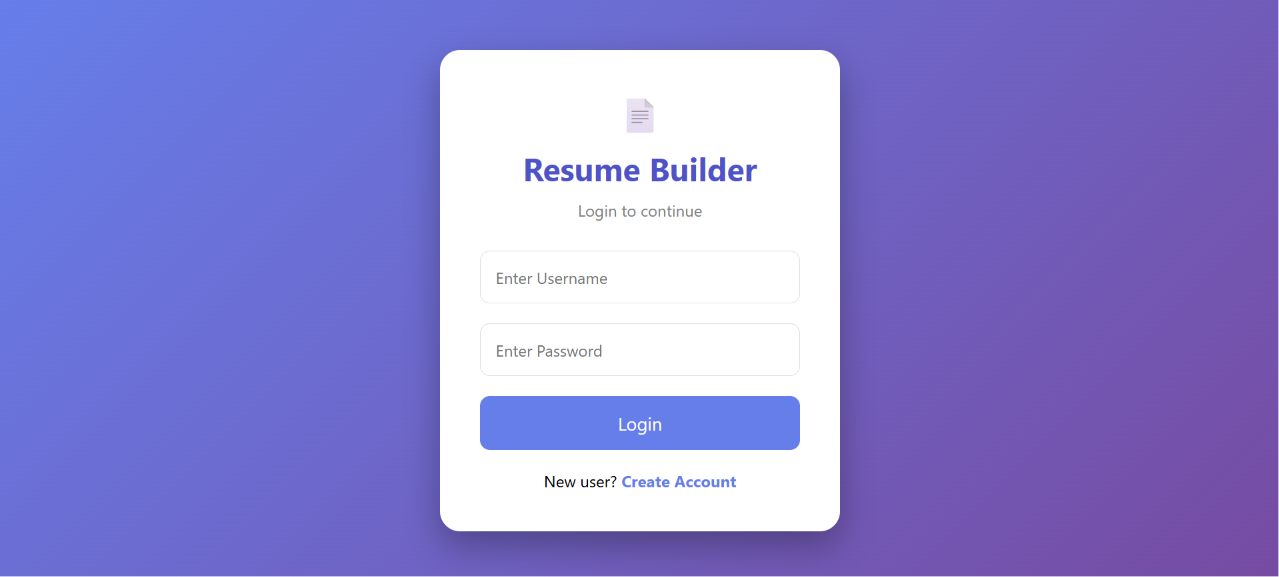 Resume Builder
Login to continue
Enter Username
Enter Password
Login
New user? Create Account